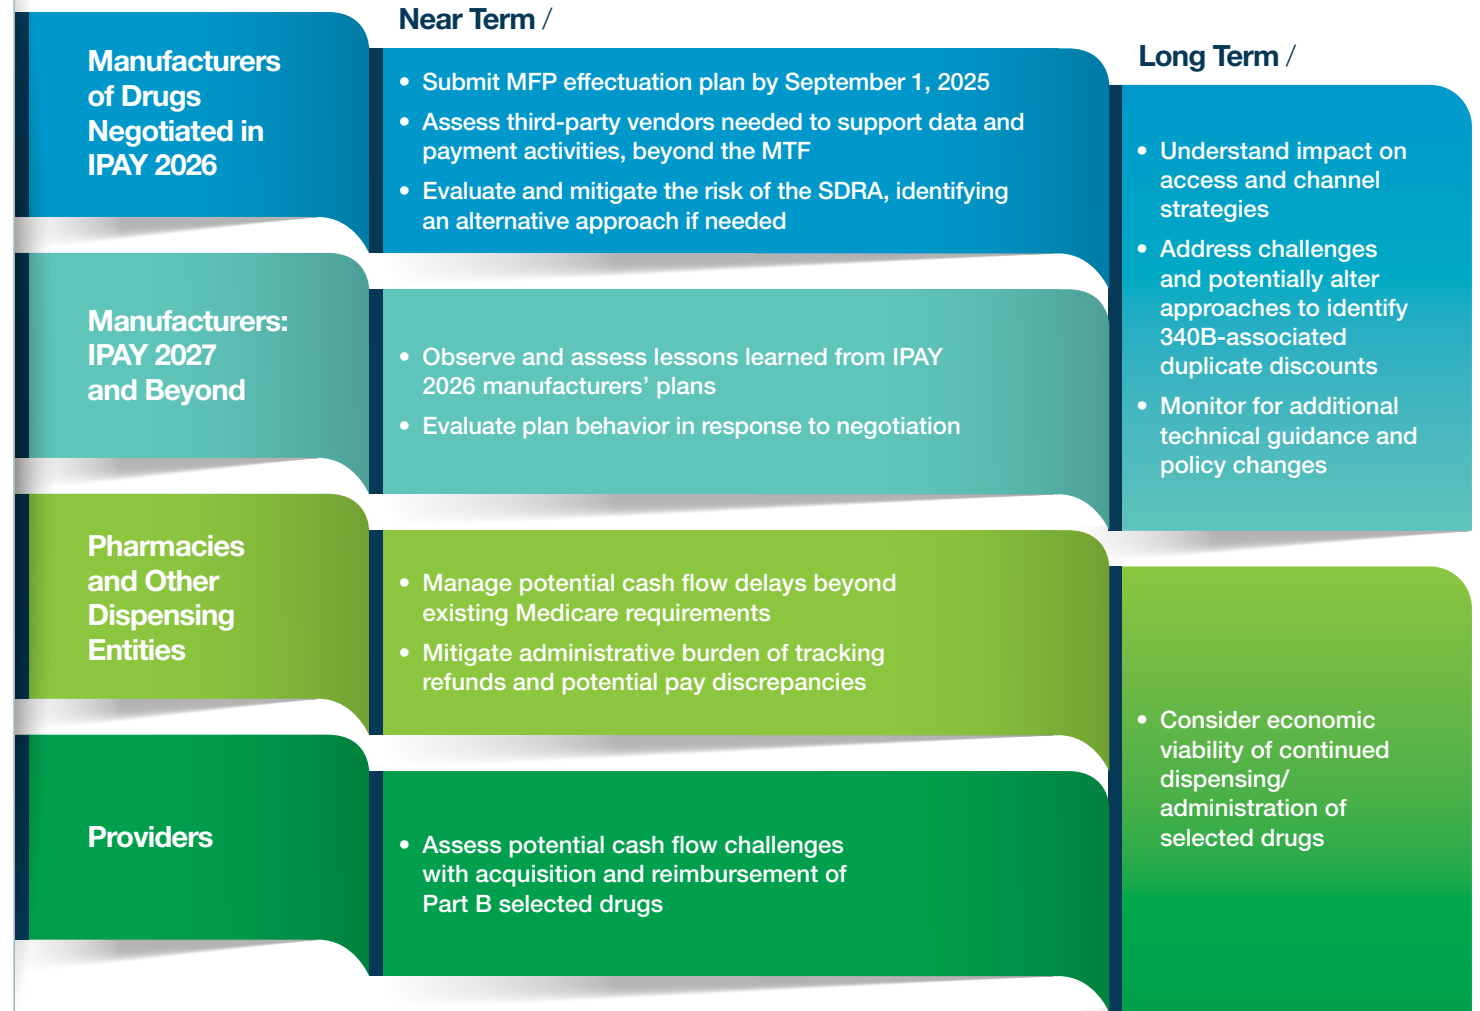 Near Term /
Long Term /
Manufacturers
of Drugs
Negotiated in
IPAY 2026
• Submit MFP effectuation plan by September 1, 2025
• Assess third-party vendors needed to support data and
payment activities, beyond the MTF
• Evaluate and mitigate the risk of the SDRA, identifying
an alternative approach if needed
Manufacturers:
IPAY 2027
and Beyond
• Observe and assess lessons learned from IPAY
2026 manufacturers’ plans
• Evaluate plan behavior in response to negotiation
• Understand impact on
access and channel
strategies
• Address challenges
and potentially alter
approaches to identify
340B-associated
duplicate discounts
• Monitor for additional
technical guidance and
policy changes
Pharmacies
and Other
Dispensing
Entities
• Manage potential cash flow delays beyond
existing Medicare requirements
• Mitigate administrative burden of tracking
refunds and potential pay discrepancies
Providers
• Assess potential cash flow challenges
with acquisition and reimbursement of
Part B selected drugs
• Consider economic
viability of continued
dispensing/
administration of
selected drugs